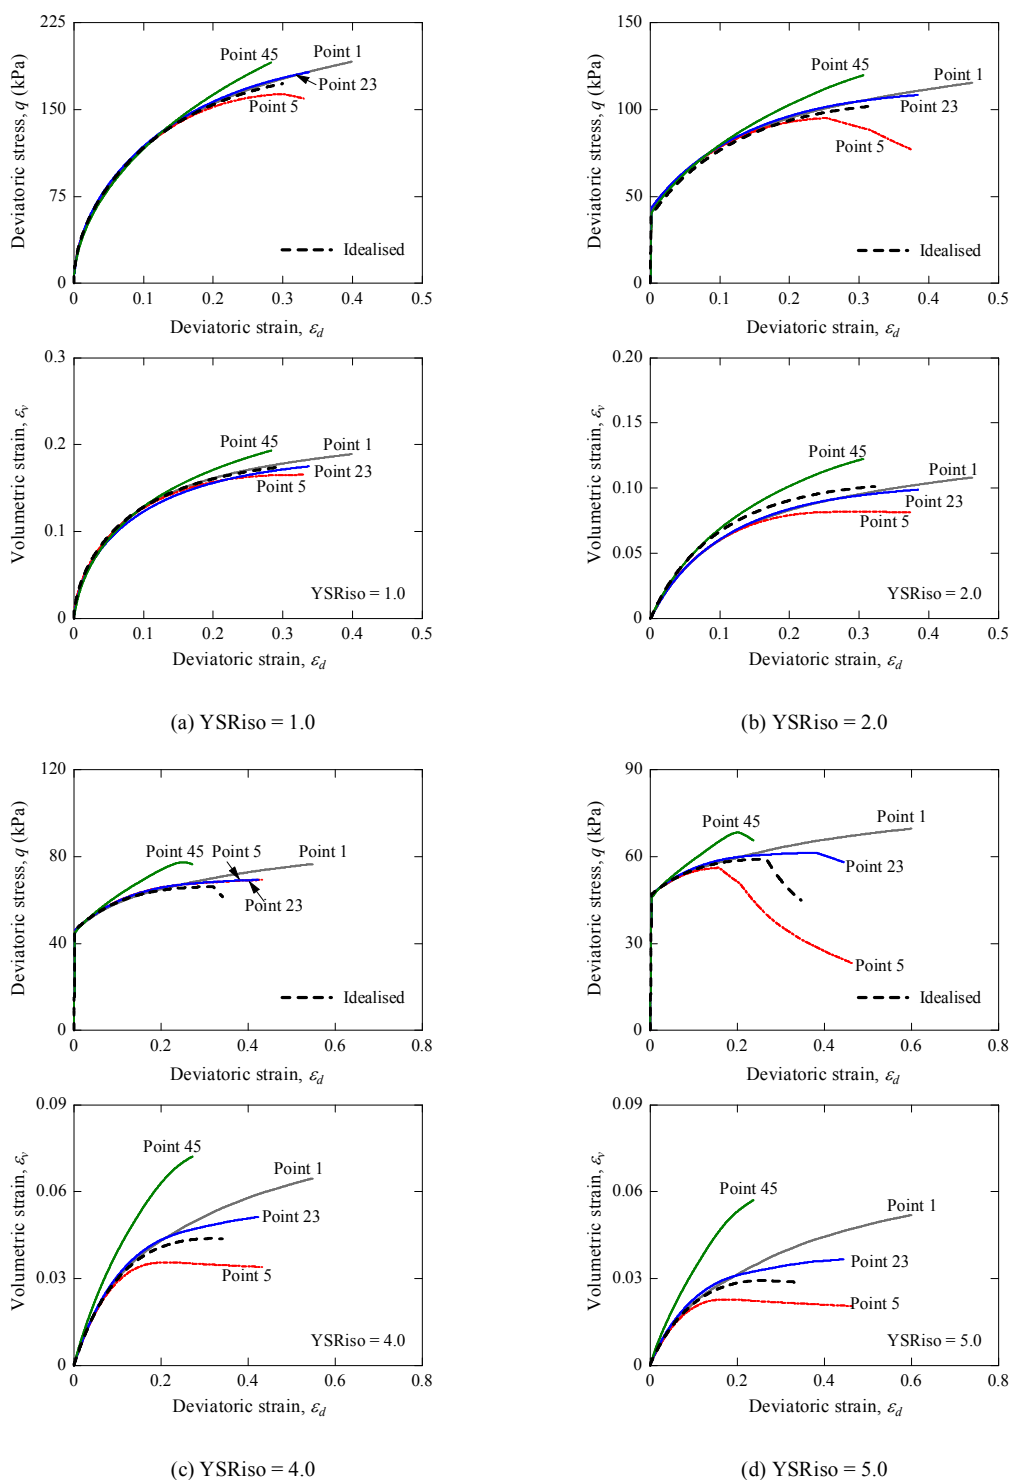 225
150
75
0
Deviatoric stress, q (kPa)
Point 45
Point 1
Point 23
Point 5
Idealised
0 0.1 0.2 0.3 0.4 0.5
Deviatoric strain, εd
0.3
0.2
0.1
0
Volumetric strain, εv
Point 45
Point 1
Point 23
Point 5
YSRiso = 1.0
0 0.1 0.2 0.3 0.4 0.5
Deviatoric strain, εd
(a) YSRiso = 1.0
150
100
50
0
Deviatoric stress, q (kPa)
Point 45
Point 1
Point 23
Point 5
Idealised
0 0.1 0.2 0.3 0.4 0.5
Deviatoric strain, εd
0.20
0.15
0.10
0.05
0
Volumetric strain, εv
Point 45
Point 1
Point 23
Point 5
YSRiso = 2.0
0 0.1 0.2 0.3 0.4 0.5
Deviatoric strain, εd
(b) YSRiso = 2.0
120
80
40
0
Deviatoric stress, q (kPa)
Point 45
Point 5
Point 1
Point 23
Idealised
0 0.2 0.4 0.6 0.8
Deviatoric strain, εd
0.09
0.06
0.03
0
Volumetric strain, εv
Point 45
Point 1
Point 23
Point 5
YSRiso = 4.0
0 0.2 0.4 0.6 0.8
Deviatoric strain, εd
(c) YSRiso = 4.0
90
60
30
0
Deviatoric stress, q (kPa)
Point 45
Point 1
Point 23
Point 5
Idealised
0 0.2 0.4 0.6 0.8
Deviatoric strain, εd
0.09
0.06
0.03
0
Volumetric strain, εv
Point 45
Point 1
Point 23
Point 5
YSRiso = 5.0
0 0.2 0.4 0.6 0.8
Deviatoric strain, εd
(d) YSRiso = 5.0